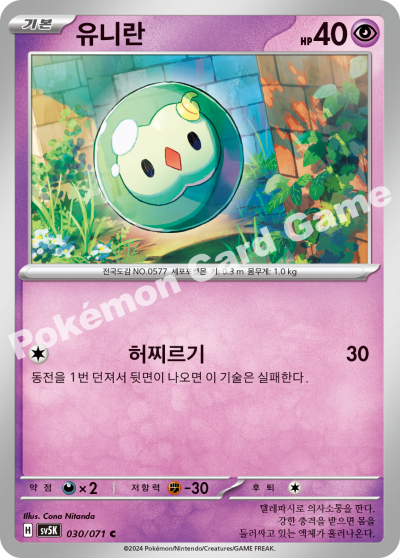 기본
유니란
HP 40
전국도감 NO.0577 세포포켓몬 키: 0.3 m 몸무게: 1.0 kg
Pokémon Card Game
허찌르기 30
동전을 1번 던져서 뒷면이 나오면 이 기술은 실패한다.
약점 ×2 저항력 -30 후퇴
Illus. Cona Nitanda
H sv5K 030/071 C
텔레파시로 의사소통을 한다.
강한 충격을 받으면 몸을
둘러싸고 있는 액체가 흘러나온다.
©2024 Pokémon/Nintendo/Creatures/GAME FREAK.